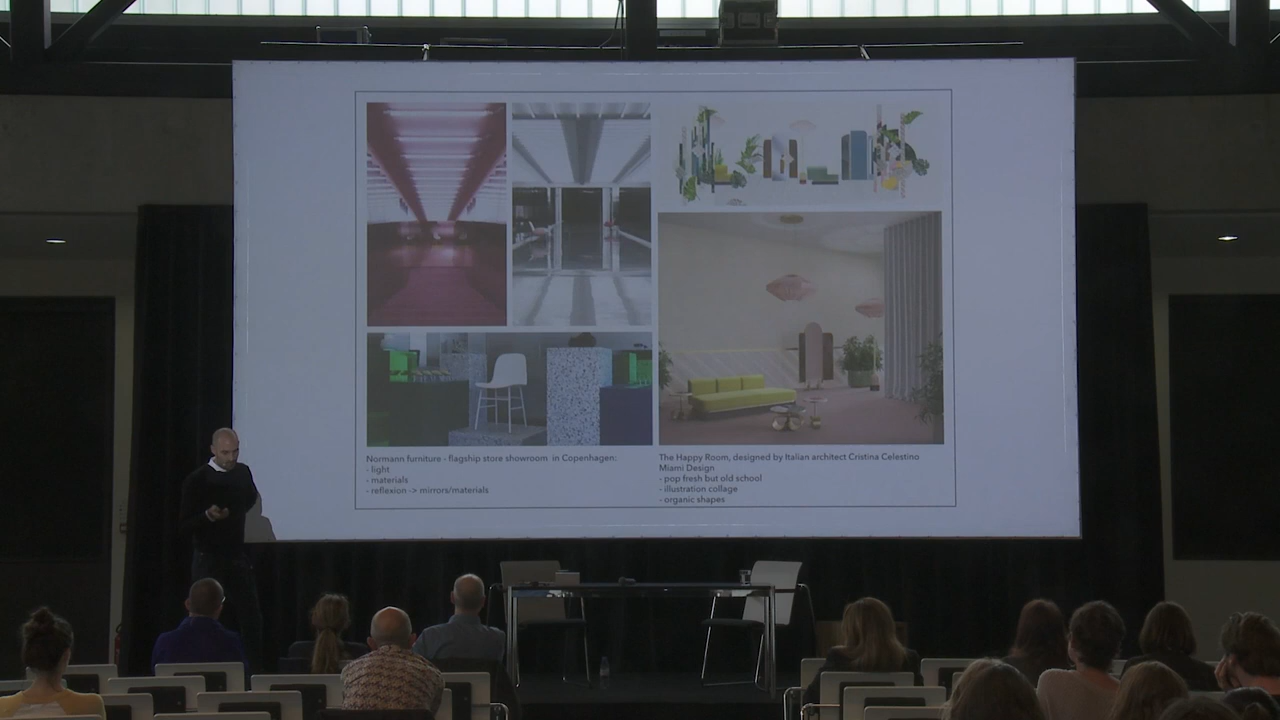 Normann furniture - flagship store showroom in Copenhagen:
- light
- materials
- reflexion -> mirrors/materials
The Happy Room, designed by Italian architect Cristina Celestino
Miami Design
- pop fresh but old school
- illustration collage
- organic shapes